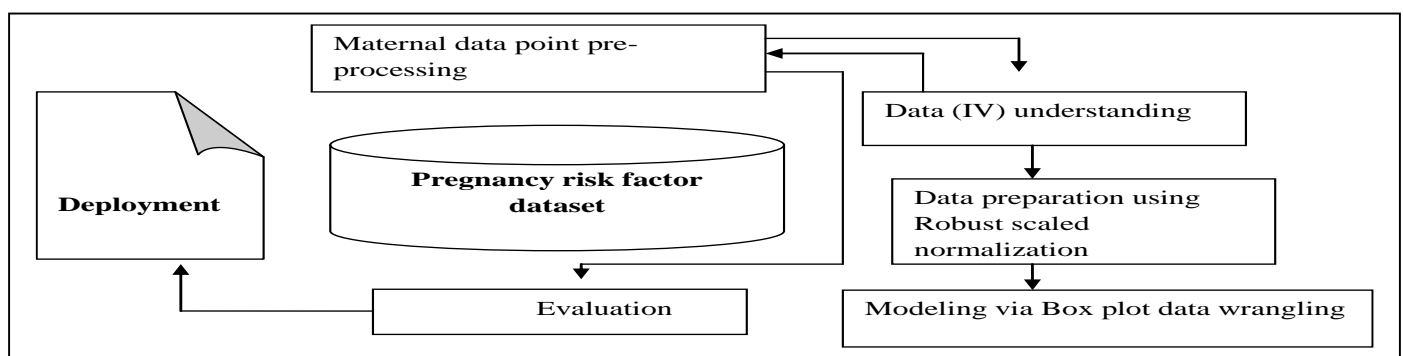 Maternal data point pre-
processing
Data (IV) understanding
Deployment
Pregnancy risk factor
dataset
Data preparation using
Robust scaled
normalization
Evaluation
Modeling via Box plot data wrangling